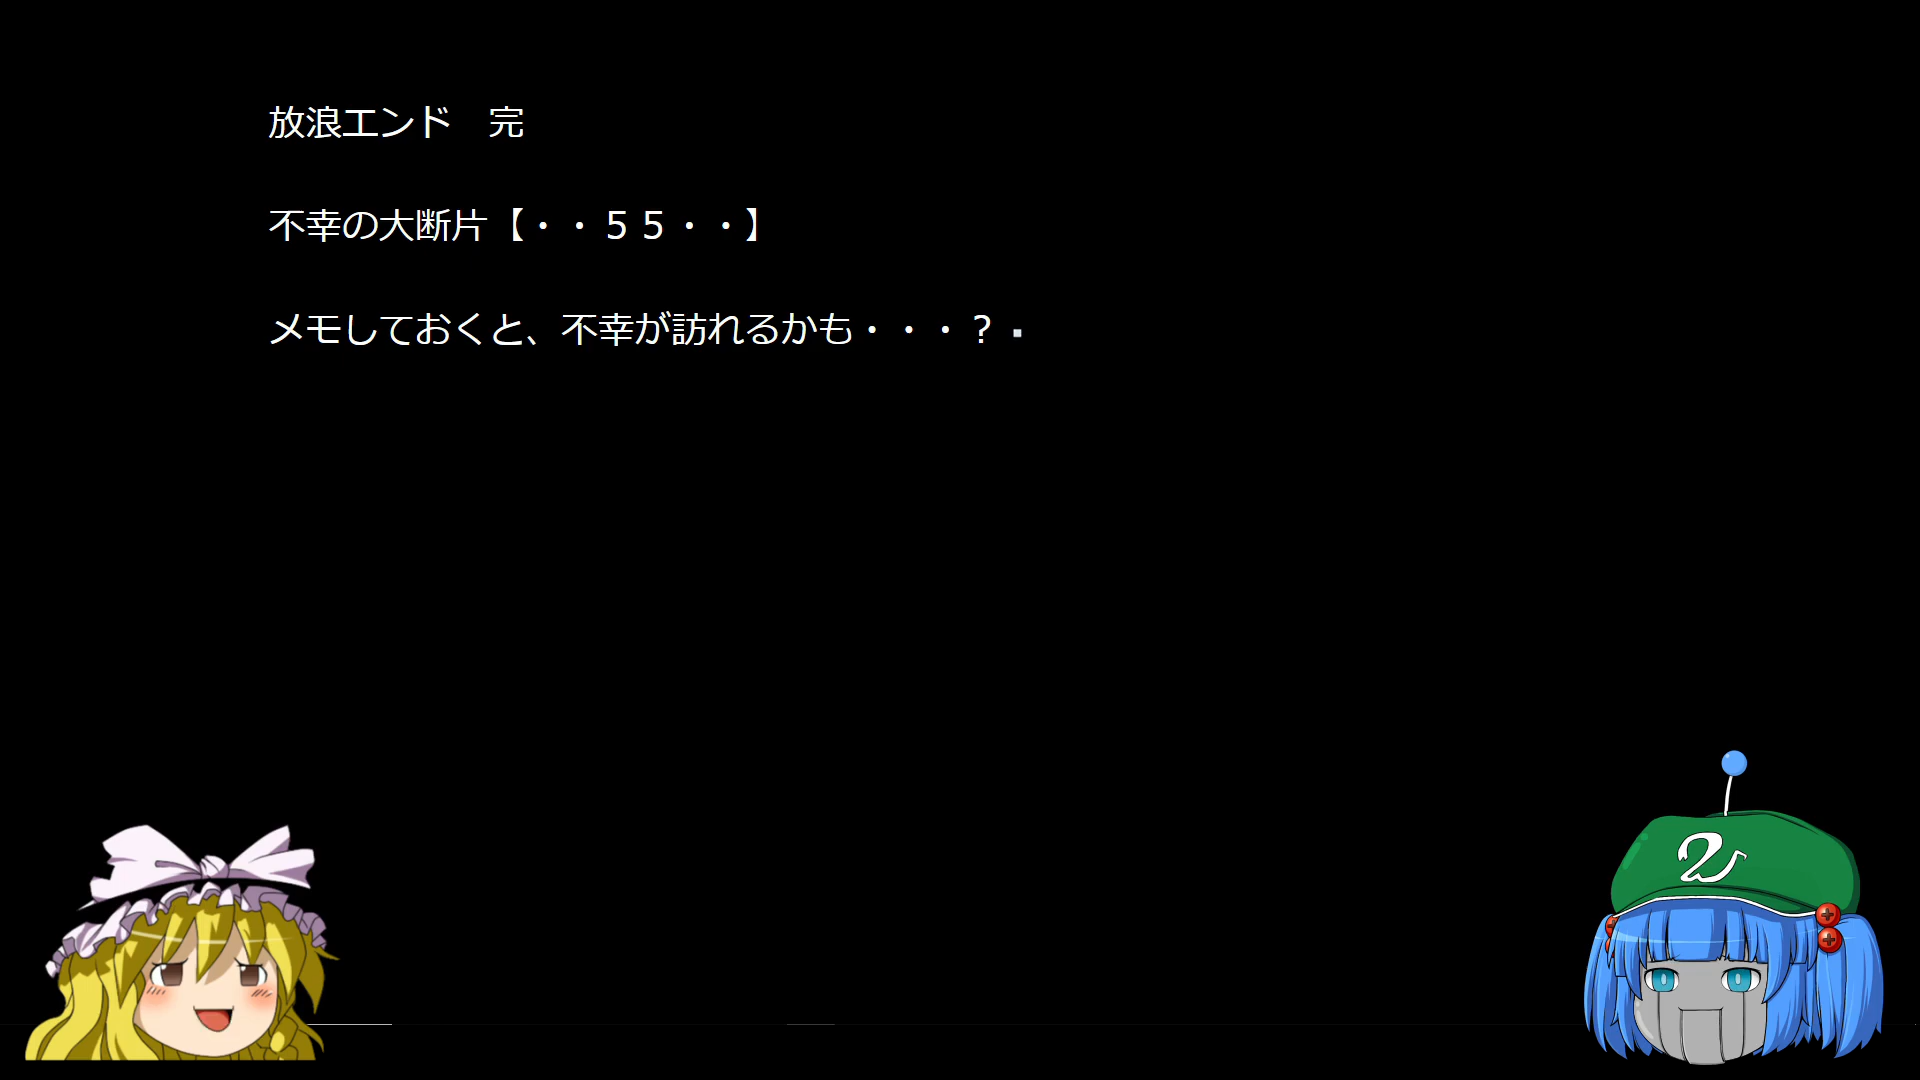 放浪エンド　完
不幸の大断片【・・５５・・】
メモしておくと、不幸が訪れるかも・・・？